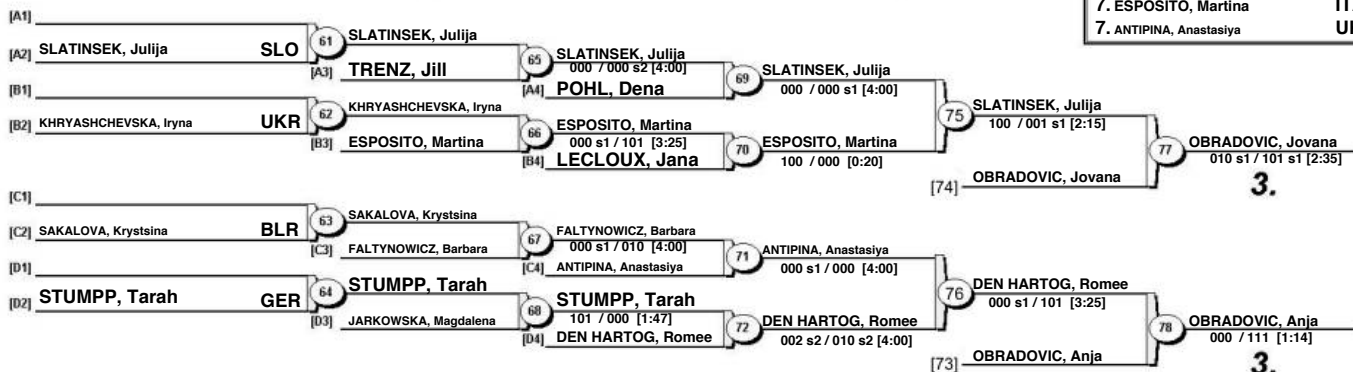 7. ESPOSITO, Martina
7. ANTIPINA, Anastasiya
[A1]
[A2] SLATINSEK, Julija SLO 61 SLATINSEK, Julija
[A3] TRENZ, Jill 65 SLATINSEK, Julija
000 / 000 s2 [4:00]
[A4] POHL, Dena 69 SLATINSEK, Julija
000 / 000 s1 [4:00]
[B1]
[B2] KHRYASHCHEVSKA, Iryna UKR 62 KHRYASHCHEVSKA, Iryna
[B3] ESPOSITO, Martina 66 ESPOSITO, Martina
000 s1 / 101 [3:25]
[B4] LECLOUX, Jana 70 ESPOSITO, Martina
100 / 000 [0:20]
75 SLATINSEK, Julija
100 / 001 s1 [2:15]
[74] OBRADOVIC, Jovana
77 OBRADOVIC, Jovana
010 s1 / 101 s1 [2:35]
3.
[C1]
[C2] SAKALOVA, Krystsina BLR 63 SAKALOVA, Krystsina
[C3] FALTYNOWICZ, Barbara 67 FALTYNOWICZ, Barbara
000 s1 / 010 [4:00]
[C4] ANTIPINA, Anastasiya 71 ANTIPINA, Anastasiya
000 s1 / 000 [4:00]
[D1]
[D2] STUMPP, Tarah GER 64 STUMPP, Tarah
[D3] JARKOWSKA, Magdalena 68 STUMPP, Tarah
101 / 000 [1:47]
[D4] DEN HARTOG, Romee 72 DEN HARTOG, Romee
002 s2 / 010 s2 [4:00]
76 DEN HARTOG, Romee
000 s1 / 101 [3:25]
[73] OBRADOVIC, Anja
78 OBRADOVIC, Anja
000 / 111 [1:14]
3.